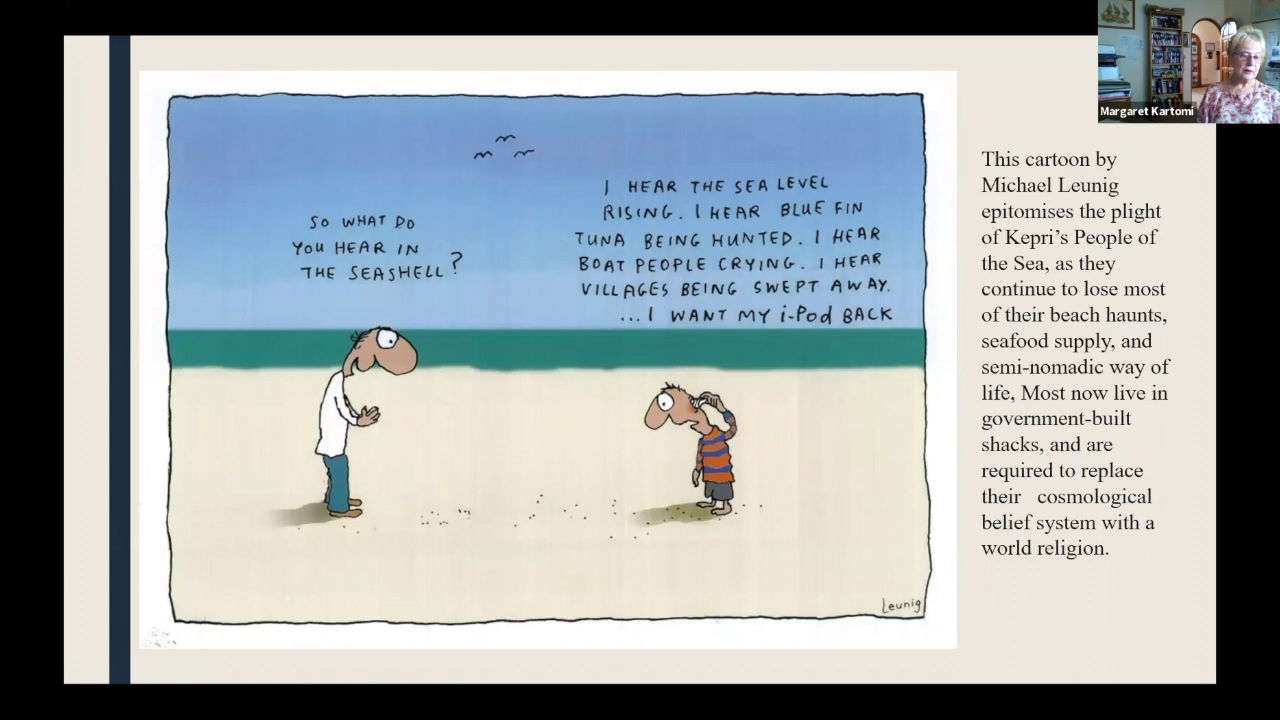 Margaret Kartomi
SO WHAT DO
YOU HEAR IN
THE SEASHELL?
I HEAR THE SEA LEVEL
RISING. I HEAR BLUE FIN
TUNA BEING HUNTED. I HEAR
BOAT PEOPLE CRYING. I HEAR
VILLAGES BEING SWEPT AWAY.
...I WANT MY i-Pod BACK
Leunig
This cartoon by
Michael Leunig
epitomises the plight
of Kepri’s People of
the Sea, as they
continue to lose most
of their beach haunts,
seafood supply, and
semi-nomadic way of
life, Most now live in
government-built
shacks, and are
required to replace
their cosmological
belief system with a
world religion.